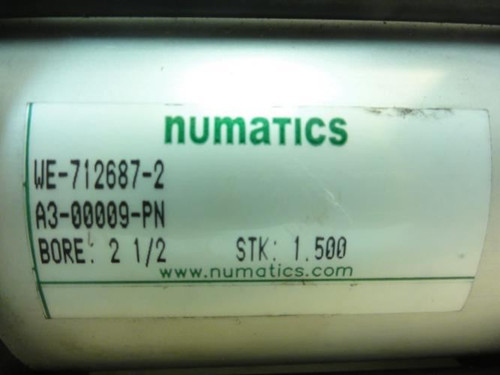 numatics
WE-712687-2
A3-00009-PN
BORE: 2 1/2 STK: 1.500
www.numatics.com